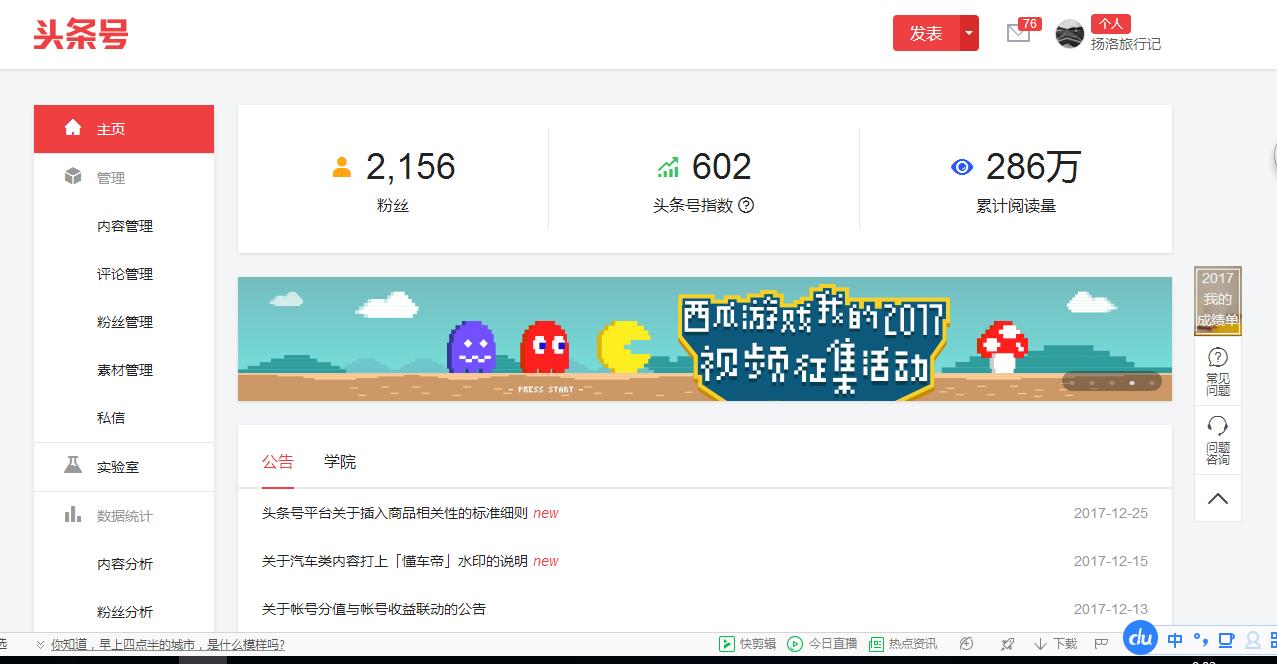 头条号
发表
76
个人
扬洛旅行记
主页
管理
内容管理
评论管理
粉丝管理
素材管理
私信
实验室
数据统计
内容分析
粉丝分析
2,156
粉丝
602
头条号指数
286万
累计阅读量
西瓜游戏我的2017
视频征集活动
- PRESS START -
公告 学院
头条号平台关于插入商品相关性的标准细则 new 2017-12-25
关于汽车类内容打上「懂车帝」水印的说明 new 2017-12-15
关于帐号分值与帐号收益联动的公告 2017-12-13
2017
我的
成绩单
常见
问题
问题
咨询
你知道，早上四点半的城市，是什么模样吗?
快剪辑 今日直播 热点资讯 下载
du 中